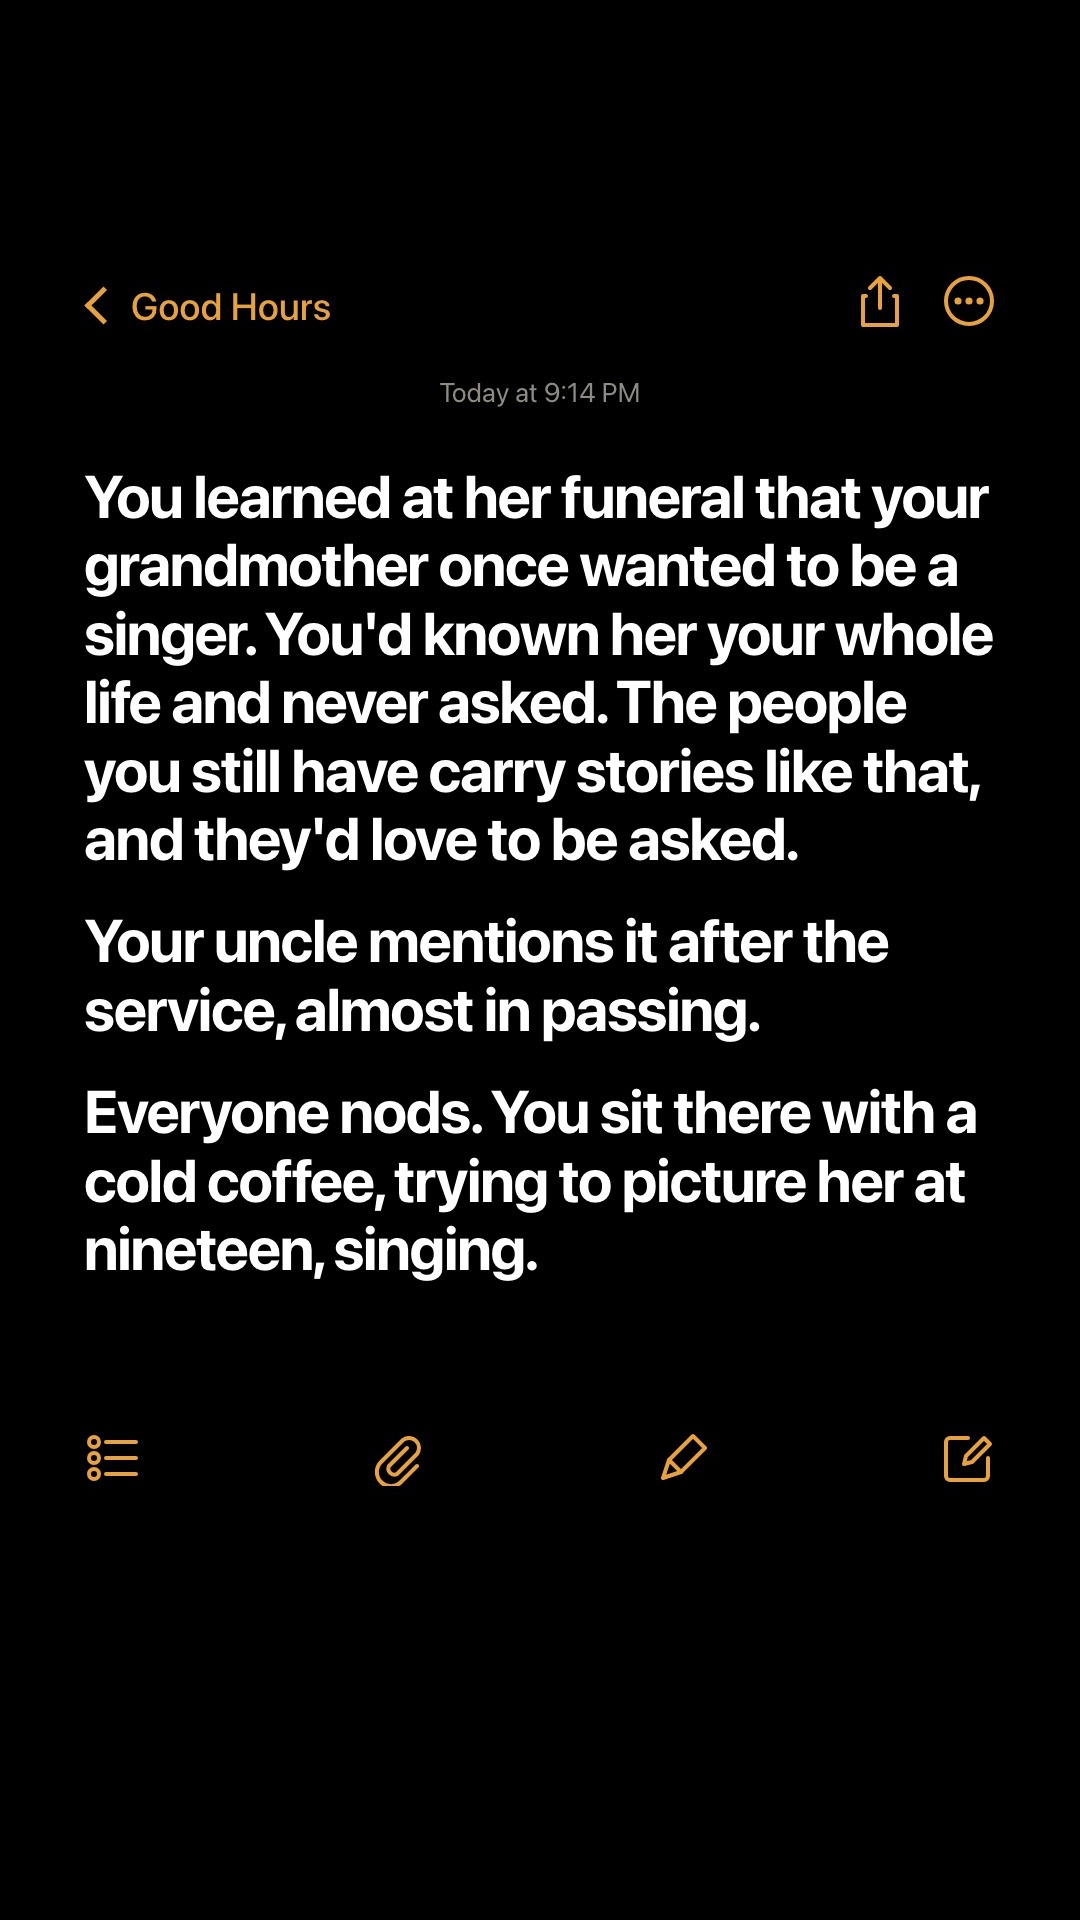 Good Hours
Today at 9:14 PM
You learned at her funeral that your
grandmother once wanted to be a
singer. You'd known her your whole
life and never asked. The people
you still have carry stories like that,
and they'd love to be asked.
Your uncle mentions it after the
service, almost in passing.
Everyone nods. You sit there with a
cold coffee, trying to picture her at
nineteen, singing.